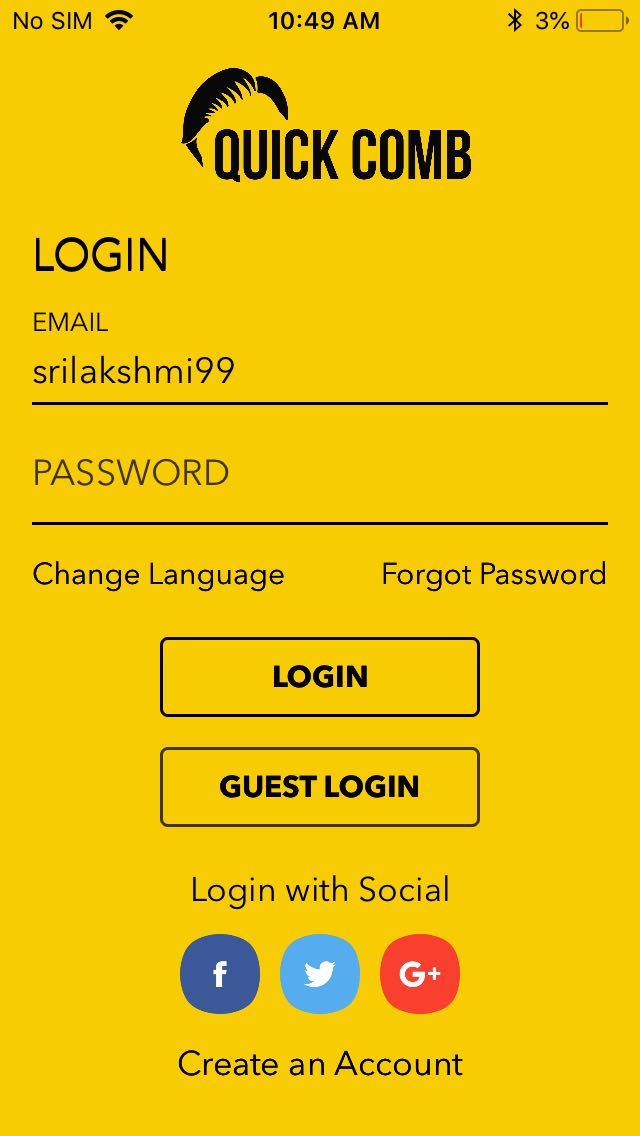 No SIM 10:49 AM 3%
QUICK COMB
LOGIN
EMAIL
srilakshmi99
PASSWORD
Change Language Forgot Password
LOGIN
GUEST LOGIN
Login with Social
f G+
Create an Account